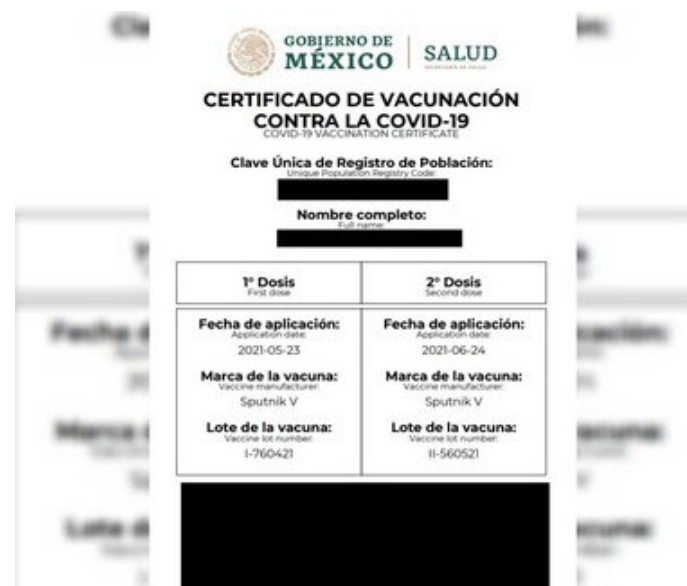 GOBIERNO DE
MÉXICO
SALUD
SECRETARÍA DE SALUD
CERTIFICADO DE VACUNACIÓN
CONTRA LA COVID-19
COVID-19 VACCINATION CERTIFICATE
Clave Única de Registro de Población:
Unique Population Registry Code:
Nombre completo:
Full name:
1° Dosis
First dose
2° Dosis
Second dose
Fecha de aplicación:
Application date:
2021-05-23
Marca de la vacuna:
Vaccine manufacturer:
Sputnik V
Lote de la vacuna:
Vaccine lot number:
I-760421
Fecha de aplicación:
Application date:
2021-06-24
Marca de la vacuna:
Vaccine manufacturer:
Sputnik V
Lote de la vacuna:
Vaccine lot number:
II-560521